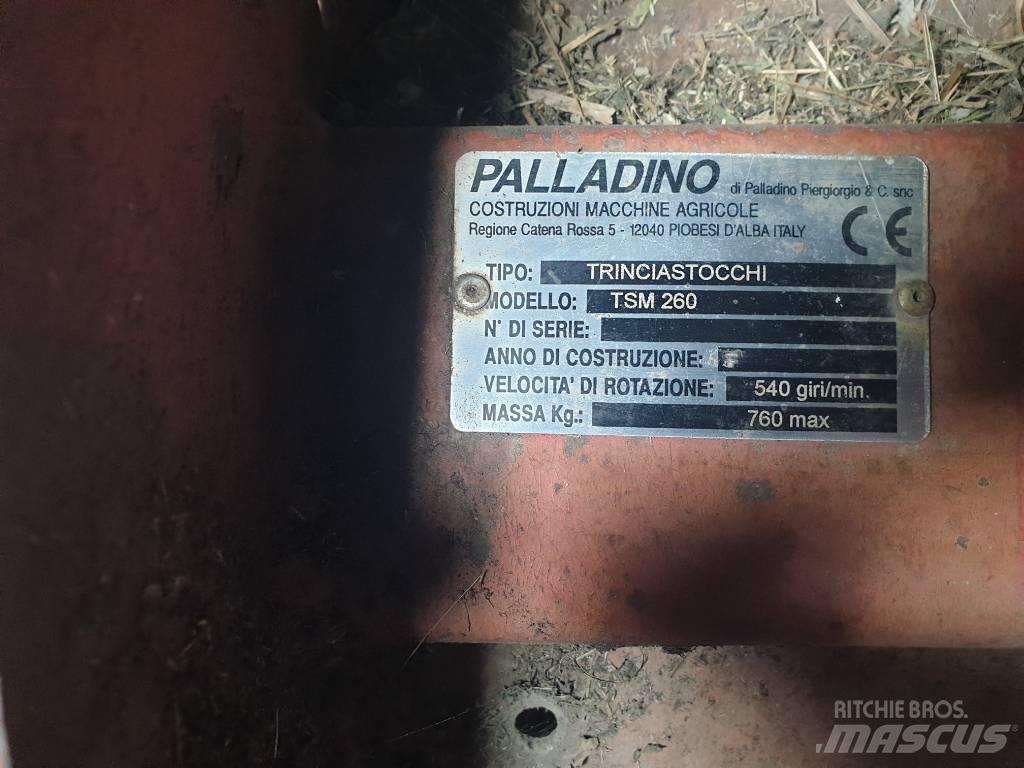 PALLADINO di Palladino Piergiorgio & C. snc
COSTRUZIONI MACCHINE AGRICOLE
Regione Catena Rossa 5 - 12040 PIOBESI D'ALBA ITALY
CE
TIPO: TRINCIASTOCCHI
MODELLO: TSM 260
N° DI SERIE:
ANNO DI COSTRUZIONE:
VELOCITA' DI ROTAZIONE: 540 giri/min.
MASSA Kg.: 760 max
RITCHIE BROS.
MASCUS